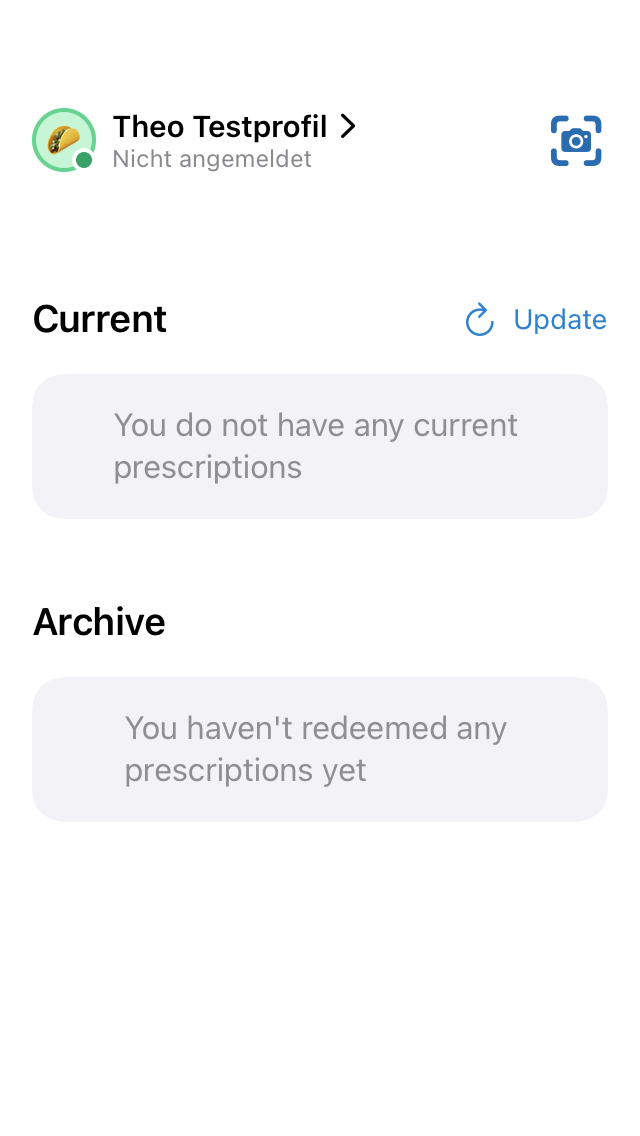 Theo Testprofil
Nicht angemeldet
Current
Update
You do not have any current
prescriptions
Archive
You haven't redeemed any
prescriptions yet